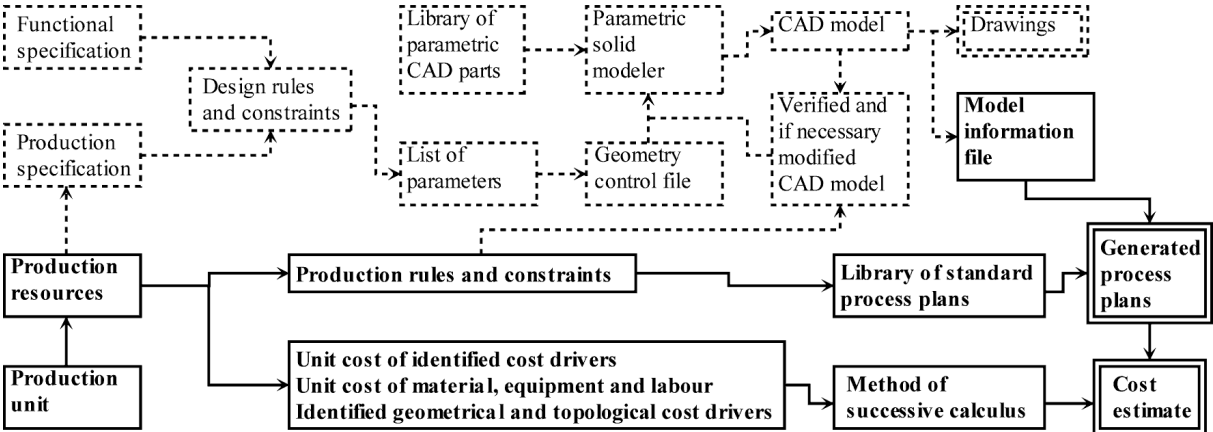 Functional
specification
Library of
parametric
CAD parts
Parametric
solid
modeler
CAD model
Drawings
Design rules
and constraints
Verified and
if necessary
modified
CAD model
Model
information
file
Production
specification
List of
parameters
Geometry
control file
Production
resources
Production rules and constraints
Library of standard
process plans
Generated
process
plans
Production
unit
Unit cost of identified cost drivers
Unit cost of material, equipment and labour
Identified geometrical and topological cost drivers
Method of
successive calculus
Cost
estimate